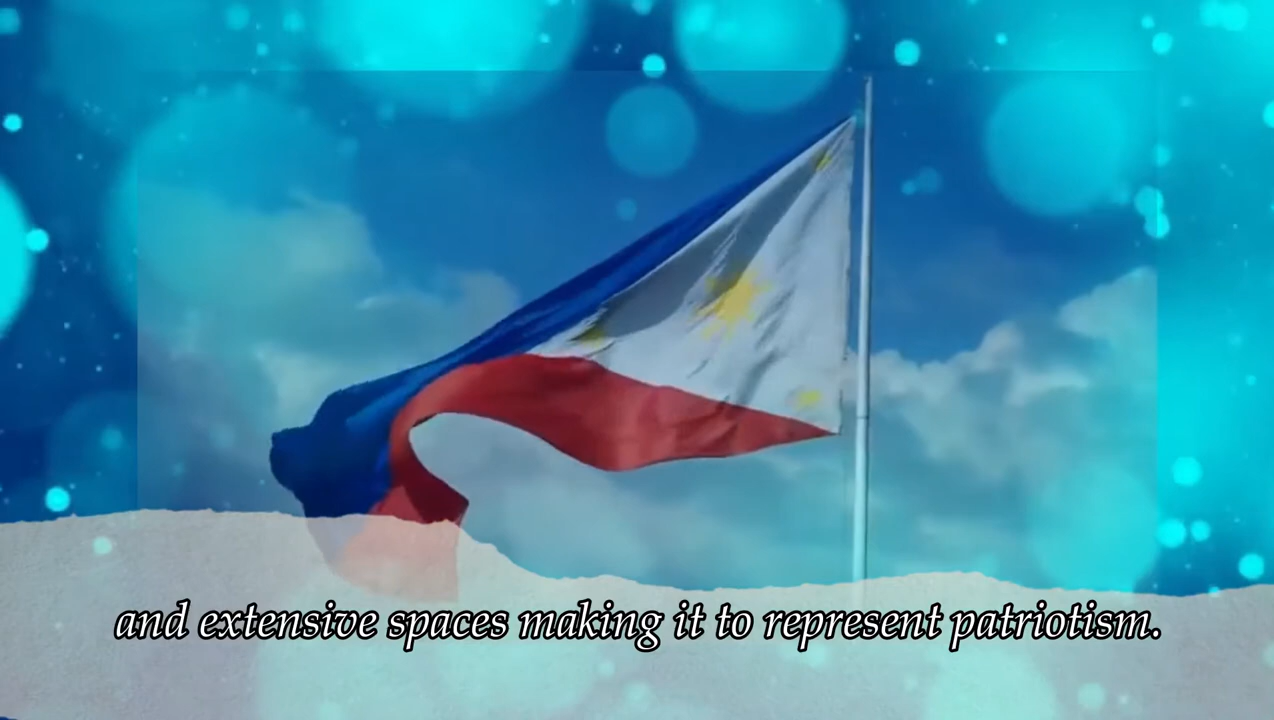 and extensive spaces making it to represent patriotism.